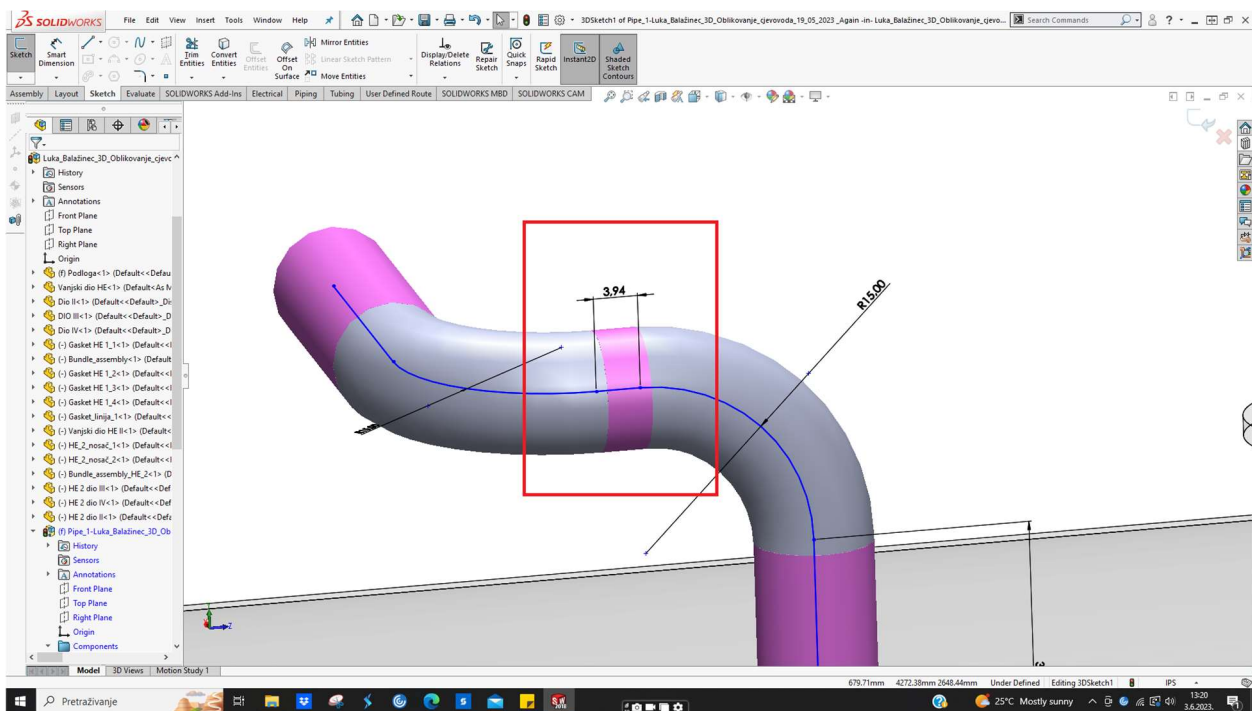 SOLIDWORKS File Edit View Insert Tools Window Help 3DSketch1 of Pipe_1-Luka_Balažinec_3D_Oblikovanje_cjevovoda_19_05_2023 _Again -in- Luka_Balažinec_3D_Oblikovanje_cjevo... Search Commands
Sketch Smart Dimension Trim Entities Convert Entities Offset Entities Offset On Surface Mirror Entities Linear Sketch Pattern Move Entities Display/Delete Relations Repair Sketch Quick Snaps Rapid Sketch Instant2D Shaded Sketch Contours
Assembly Layout Sketch Evaluate SOLIDWORKS Add-Ins Electrical Piping Tubing User Defined Route SOLIDWORKS MBD SOLIDWORKS CAM
Luka_Balažinec_3D_Oblikovanje_cjevc
History
Sensors
Annotations
Front Plane
Top Plane
Right Plane
Origin
(f) Podloga<1> (Default<<Defau
Vanjski dio HE<1> (Default<As M
Dio II<1> (Default<<Default>_Di
DIO III<1> (Default<<Default>_D
Dio IV<1> (Default<<Default>_D
(-) Gasket HE 1_1<1> (Default<<
(-) Bundle_assembly<1> (Default
(-) Gasket HE 1_2<1> (Default<<
(-) Gasket HE 1_3<1> (Default<<
(-) Gasket HE 1_4<1> (Default<<
(-) Gasket_linija_1<1> (Default<<
(-) Vanjski dio HE II<1> (Default<
(-) HE_2_nosać_1<1> (Default<<
(-) HE_2_nosać_2<1> (Default<<
(-) Bundle_assembly_HE_2<1> (D
(-) HE 2 dio III<1> (Default<<Def
(-) HE 2 dio IV<1> (Default<<Def
(-) HE 2 dio II<1> (Default<<Defa
(f) Pipe_1-Luka_Balažinec_3D_Ob
History
Sensors
Annotations
Front Plane
Top Plane
Right Plane
Origin
Components
3,94
R15,00
Z
Model 3D Views Motion Study 1
679.71mm 4272.38mm 2648.44mm Under Defined Editing 3DSketch1 IPS
Pretraživanje 25°C Mostly sunny 13:20
3.6.2023.